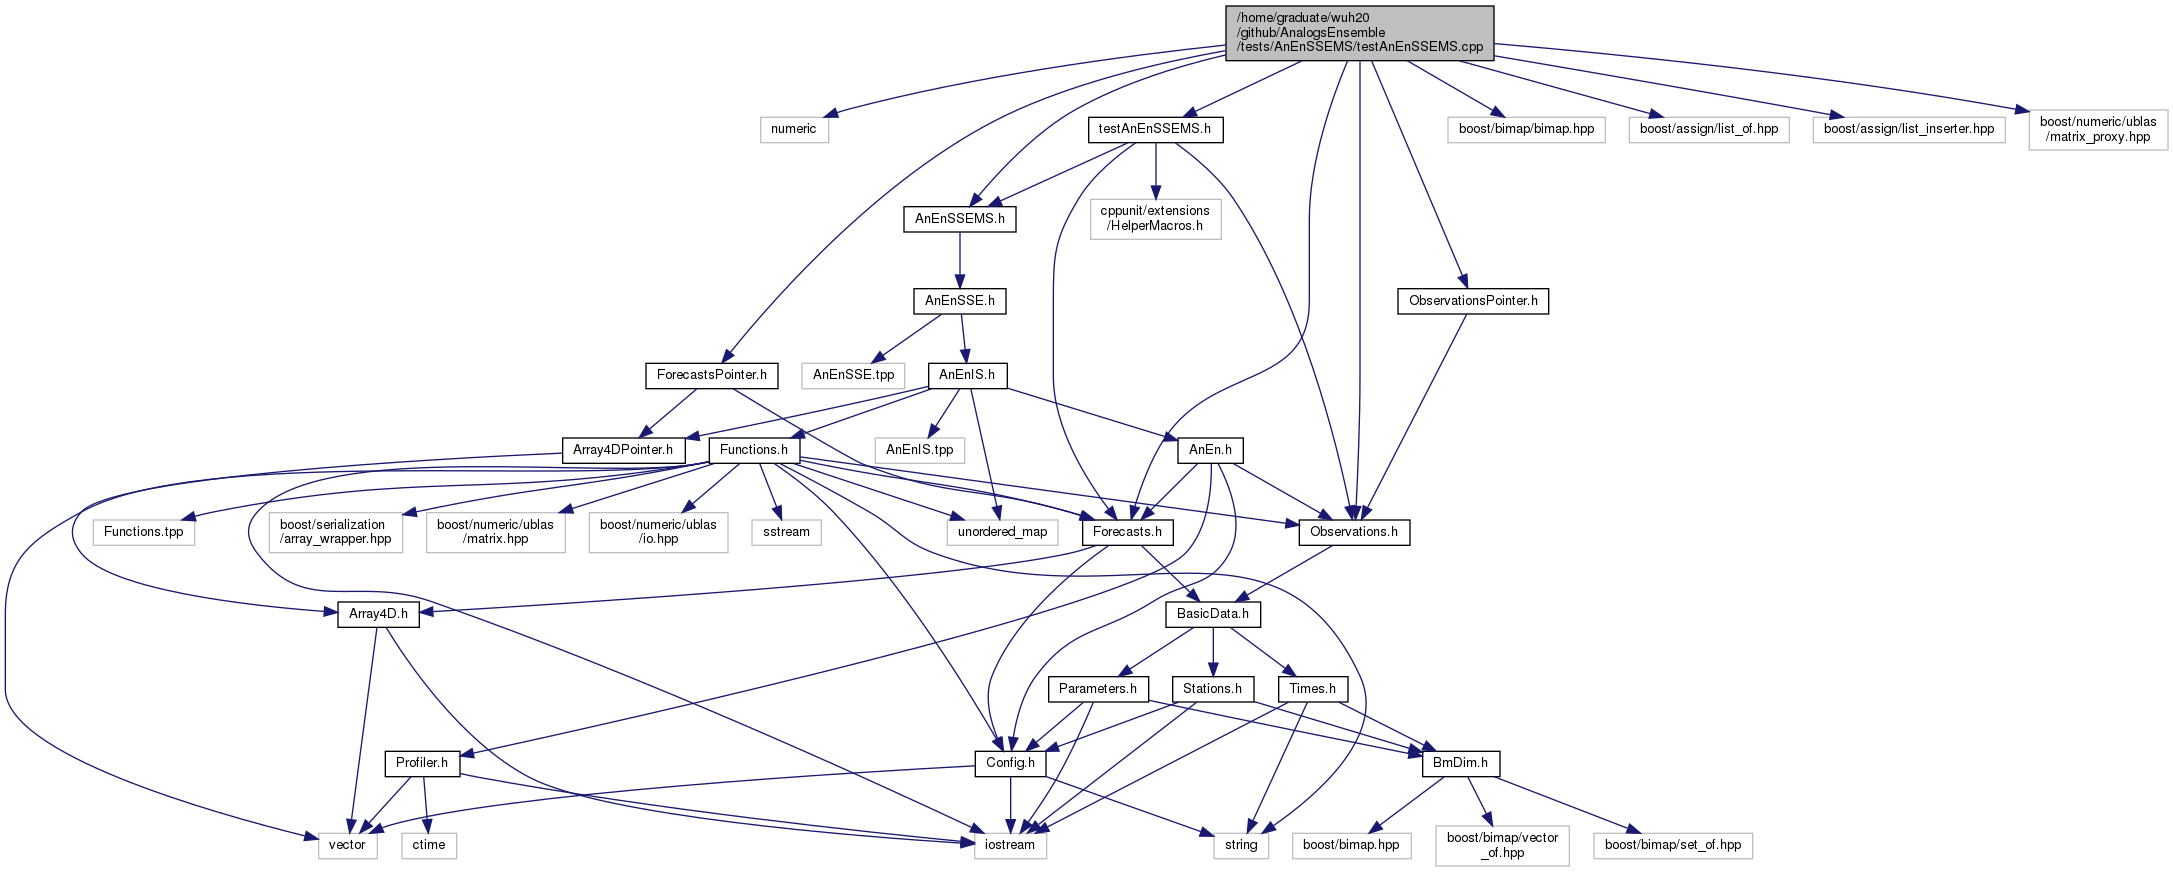 /home/graduate/wuh20
/github/AnalogsEnsemble
/tests/AnEnSSEMS/testAnEnSSEMS.cpp
numeric
testAnEnSSEMS.h
boost/bimap/bimap.hpp
boost/assign/list_of.hpp
boost/assign/list_inserter.hpp
boost/numeric/ublas
/matrix_proxy.hpp
AnEnSSEMS.h
cppunit/extensions
/HelperMacros.h
AnEnSSE.h
ObservationsPointer.h
ForecastsPointer.h
AnEnSSE.tpp
AnEnIS.h
Array4DPointer.h
Functions.h
AnEnIS.tpp
AnEn.h
Functions.tpp
boost/serialization
/array_wrapper.hpp
boost/numeric/ublas
/matrix.hpp
boost/numeric/ublas
/io.hpp
sstream
unordered_map
Forecasts.h
Observations.h
Array4D.h
BasicData.h
Parameters.h
Stations.h
Times.h
Profiler.h
Config.h
BmDim.h
vector
ctime
iostream
string
boost/bimap.hpp
boost/bimap/vector
_of.hpp
boost/bimap/set_of.hpp